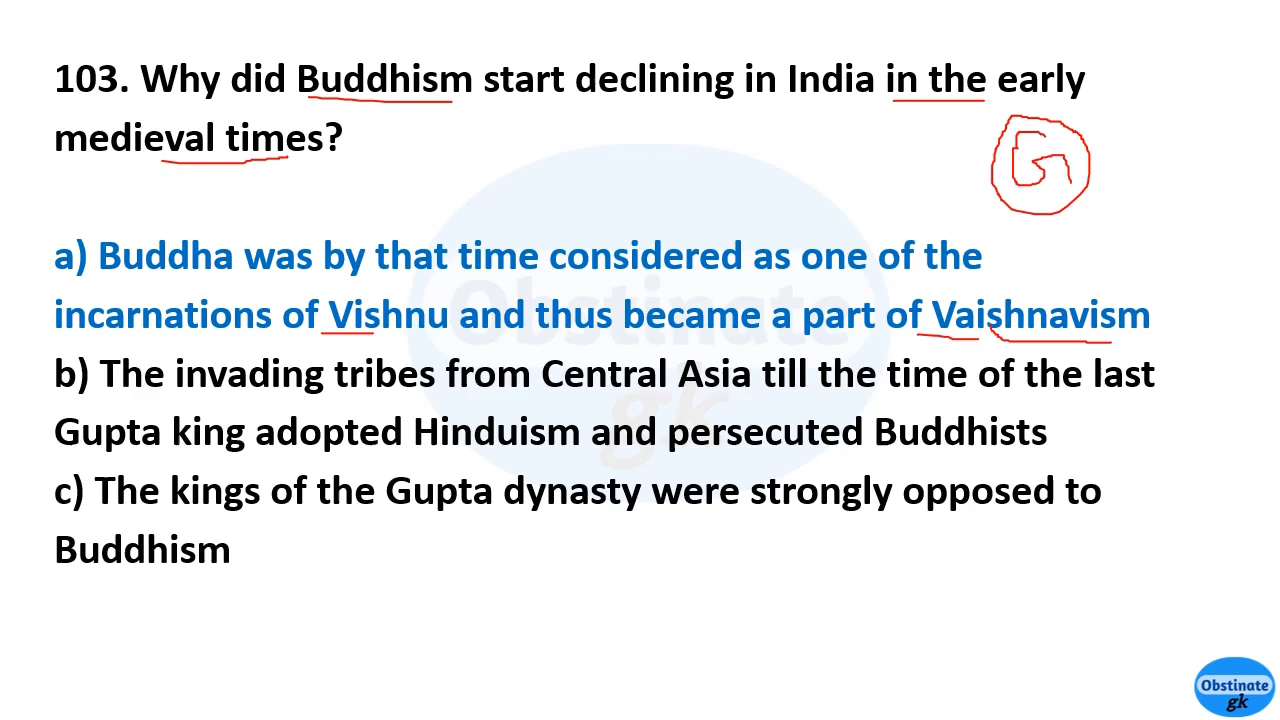 103. Why did Buddhism start declining in India in the early
medieval times?
G
a) Buddha was by that time considered as one of the
incarnations of Vishnu and thus became a part of Vaishnavism
b) The invading tribes from Central Asia till the time of the last
Gupta king adopted Hinduism and persecuted Buddhists
c) The kings of the Gupta dynasty were strongly opposed to
Buddhism
Obstinate
gk
Obstinate
gk